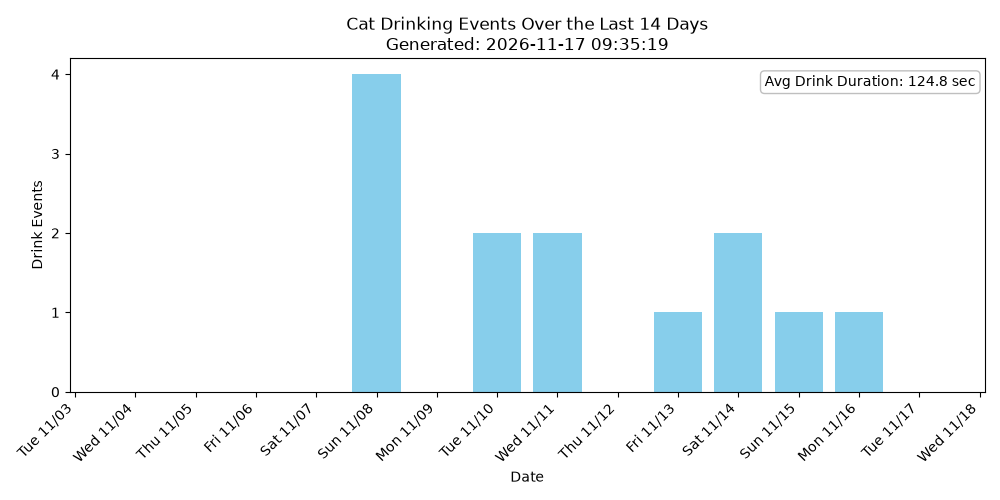 Cat Drinking Events Over the Last 14 Days
Generated: 2026-11-17 09:35:19
Avg Drink Duration: 124.8 sec
Drink Events
4
3
2
1
0
Tue 11/03
Wed 11/04
Thu 11/05
Fri 11/06
Sat 11/07
Sun 11/08
Mon 11/09
Tue 11/10
Wed 11/11
Thu 11/12
Fri 11/13
Sat 11/14
Sun 11/15
Mon 11/16
Tue 11/17
Wed 11/18
Date